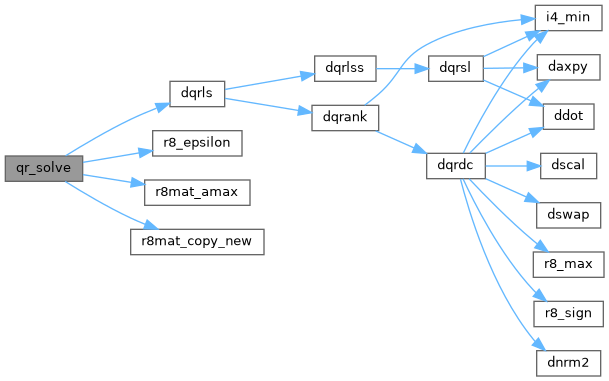 qr_solve
dqrls
r8_epsilon
r8mat_amax
r8mat_copy_new
dqrlss
dqrank
dqrsl
dqrdc
i4_min
daxpy
ddot
dscal
dswap
r8_max
r8_sign
dnrm2